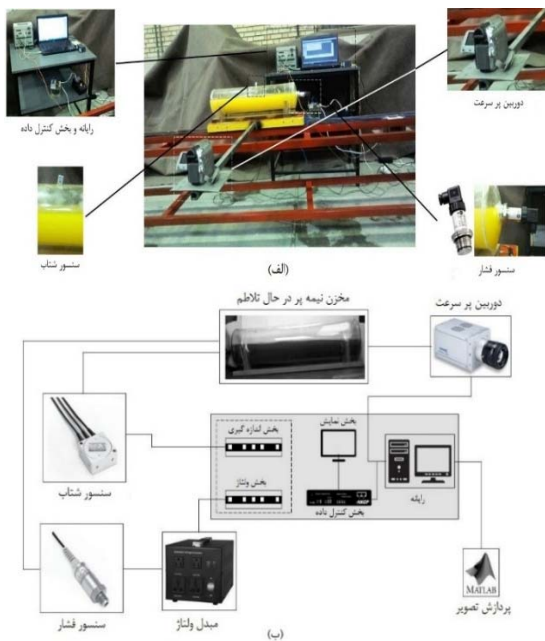 رایانه و بخش کنترل داده
دوربین پر سرعت
سنسور شتاب
سنسور فشار
(الف)
مخزن نیمه پر در حال تلاطم
دوربین پر سرعت
بخش اندازه گیری
بخش نمایش
سنسور شتاب
بخش ولتاژ
رایانه
بخش کنترل داده
MATLAB
سنسور فشار
مبدل ولتاژ
پردازش تصویر
(ب)